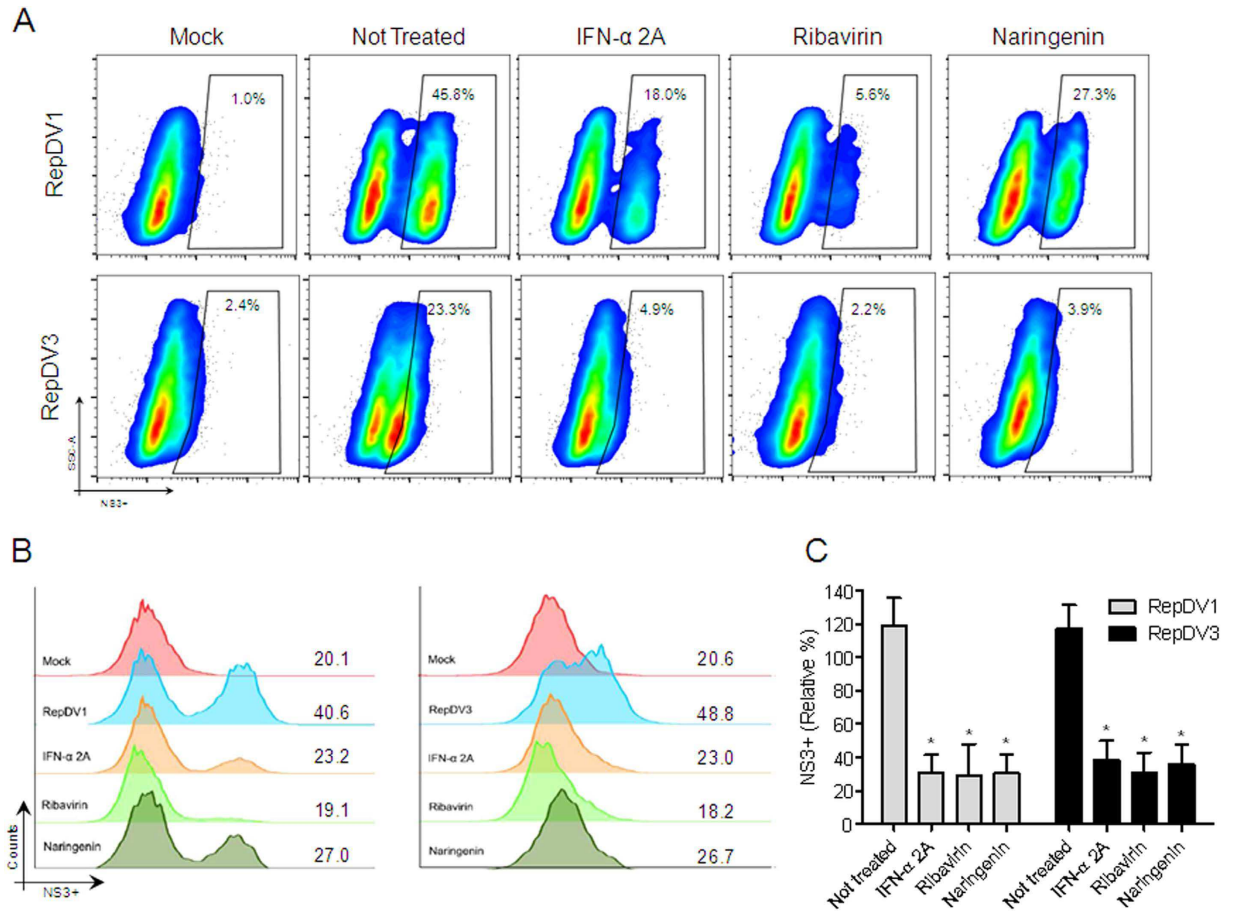 A
Mock Not Treated IFN-α 2A Ribavirin Naringenin
RepDV1
1.0% 45.8% 18.0% 5.6% 27.3%
RepDV3
2.4% 23.3% 4.9% 2.2% 3.9%
SSC-A
NS3+
B
Mock 20.1
RepDV1 40.6
IFN-α 2A 23.2
Ribavirin 19.1
Naringenin 27.0
Counts
NS3+
Mock 20.6
RepDV3 48.8
IFN-α 2A 23.0
Ribavirin 18.2
Naringenin 26.7
C
NS3+ (Relative %)
140
120
100
80
60
40
20
0
RepDV1
RepDV3
* * * * * *
Not treated IFN-α 2A Ribavirin Naringenin Not treated IFN-α 2A Ribavirin Naringenin